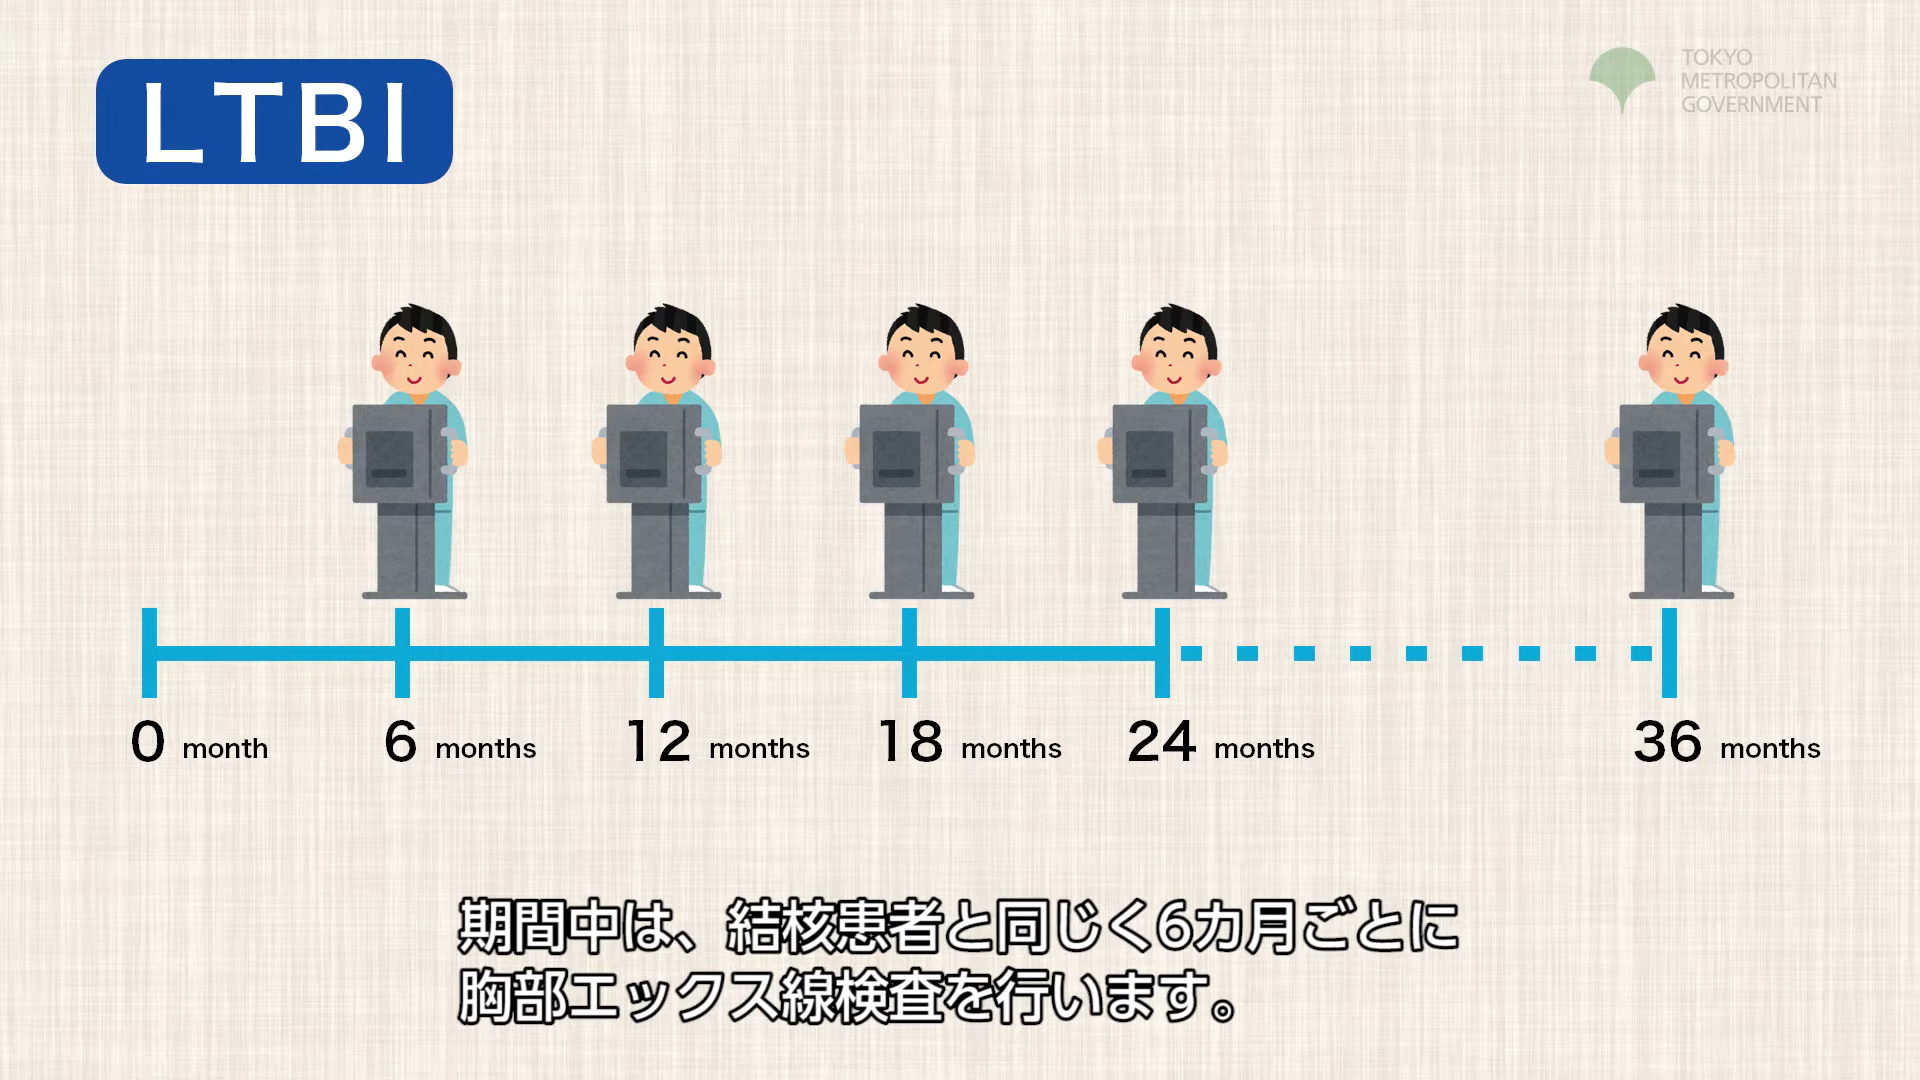 LTBI
TOKYO
METROPOLITAN
GOVERNMENT
0 month
6 months
12 months
18 months
24 months
36 months
期間中は、結核患者と同じく6カ月ごとに
胸部エックス線検査を行います。